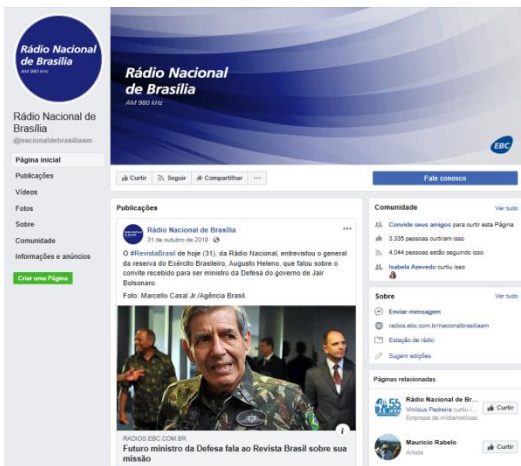 Rádio Nacional
de Brasília
AM 980 kHz
Rádio Nacional de
Brasília
@nacionaldebrasiliaam
Página inicial
Publicações
Vídeos
Fotos
Sobre
Comunidade
Informações e anúncios
Criar uma Página
Rádio Nacional
de Brasília
AM 980 kHz
EBC
Curtir Seguir Compartilhar ...
Fale conosco
Publicações
Rádio Nacional de Brasília
31 de outubro de 2018 ·
O #RevistaBrasil de hoje (31), da Rádio Nacional, entrevistou o general
da reserva do Exército Brasileiro, Augusto Heleno, que falou sobre o
convite recebido para ser ministro da Defesa do governo de Jair
Bolsonaro.
Foto: Marcello Casal Jr./Agência Brasil.
RADIOS.EBC.COM.BR
Futuro ministro da Defesa fala ao Revista Brasil sobre sua
missão
Comunidade Ver tudo
Convide seus amigos para curtir esta Página
3.335 pessoas curtiram isso
4.044 pessoas estão seguindo isso
Isabela Azevedo curtiu isso
Sobre Ver tudo
Enviar mensagem
radios.ebc.com.br/nacionalbrasiliaam
Estação de rádio
Sugerir edições
Páginas relacionadas
55
Rádio Nacional de Br...
Vinícius Pedreira curtiu i...
Empresa de mídia/notícias
Curtir
Mauricio Rabelo
Artista
Curtir